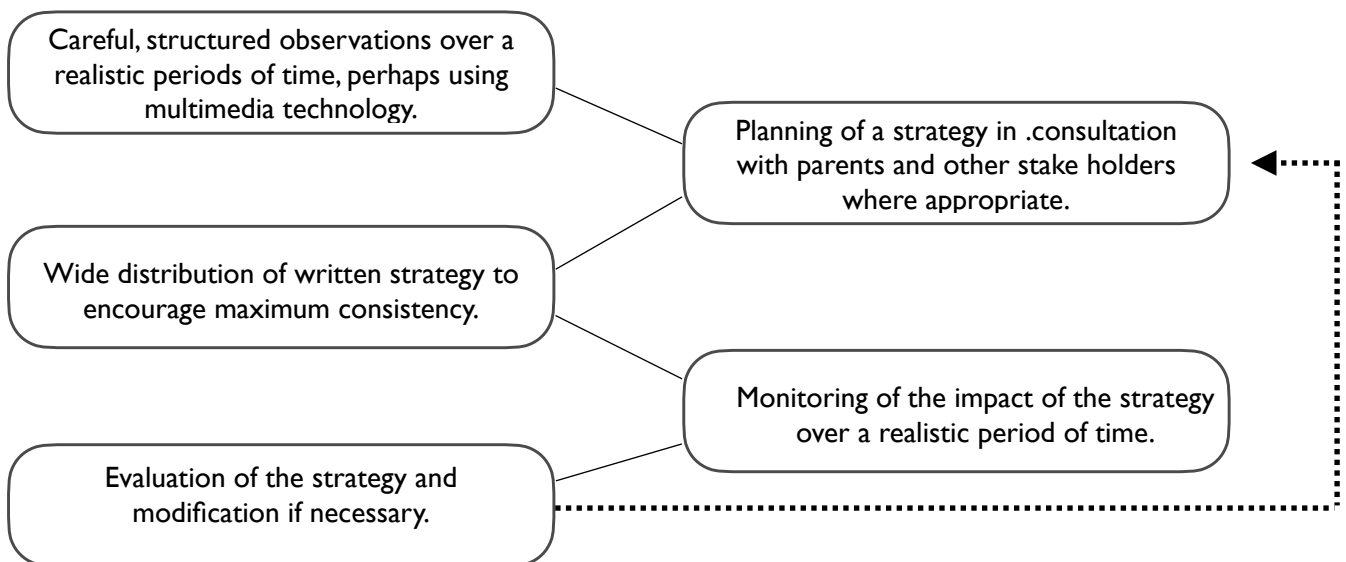 Careful, structured observations over a
realistic periods of time, perhaps using
multimedia technology.
Planning of a strategy in .consultation
with parents and other stake holders
where appropriate.
Wide distribution of written strategy to
encourage maximum consistency.
Monitoring of the impact of the strategy
over a realistic period of time.
Evaluation of the strategy and
modification if necessary.